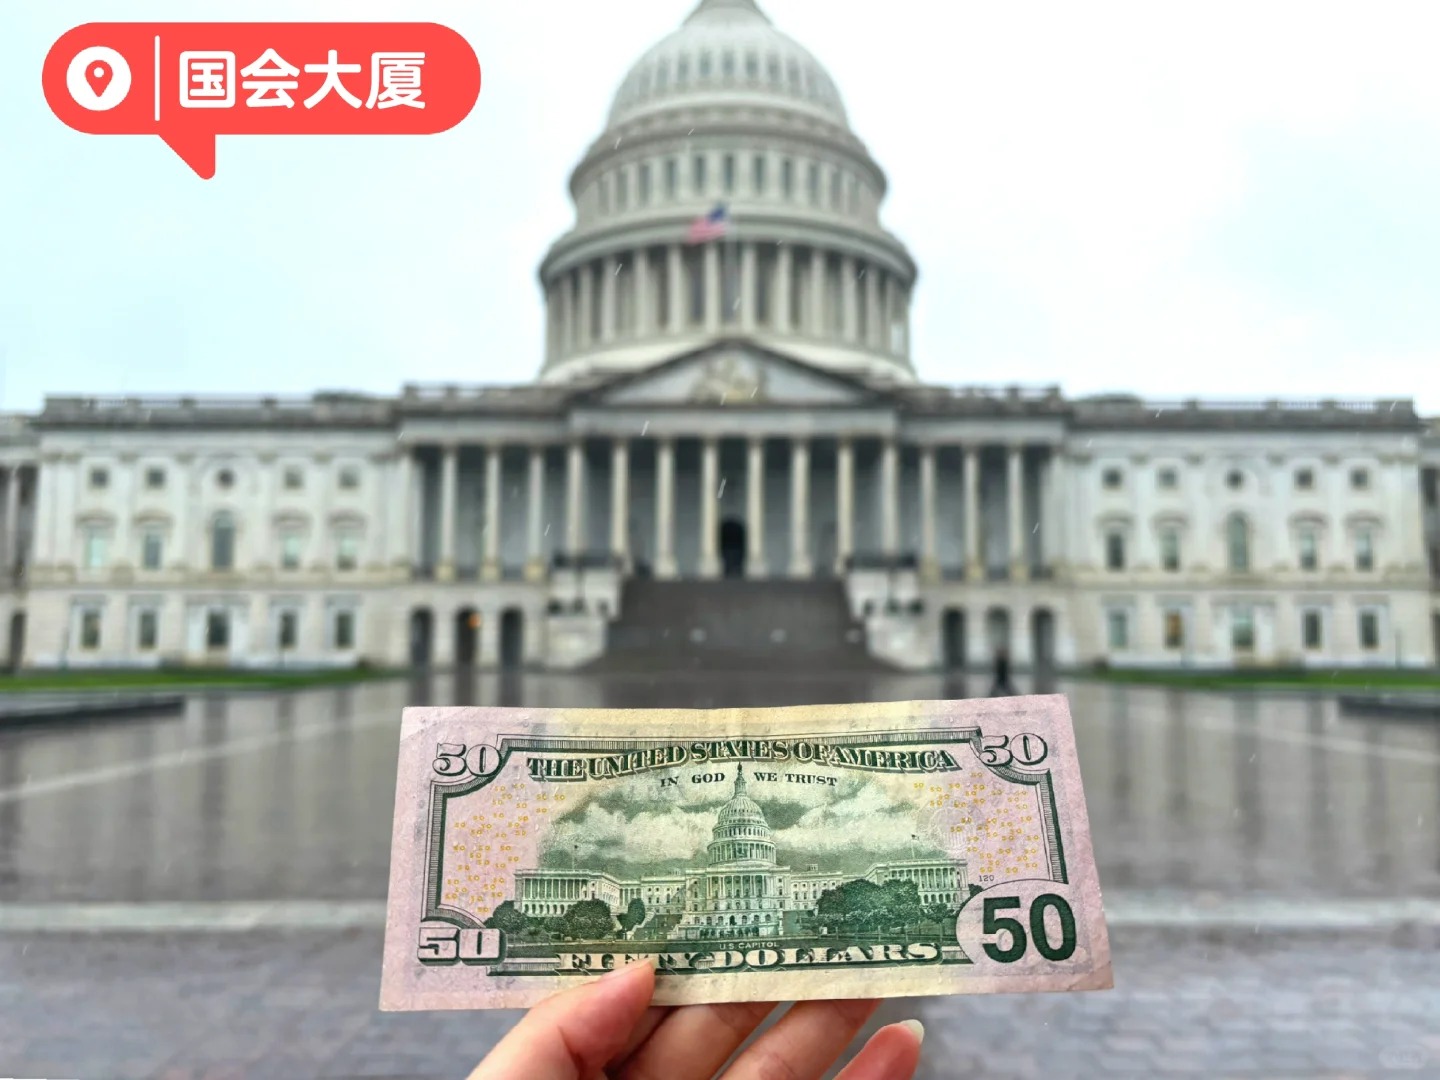 国会大厦
50 50
THE UNITED STATES OF AMERICA
IN GOD WE TRUST
120
50 50
U.S. CAPITOL
FIFTY DOLLARS